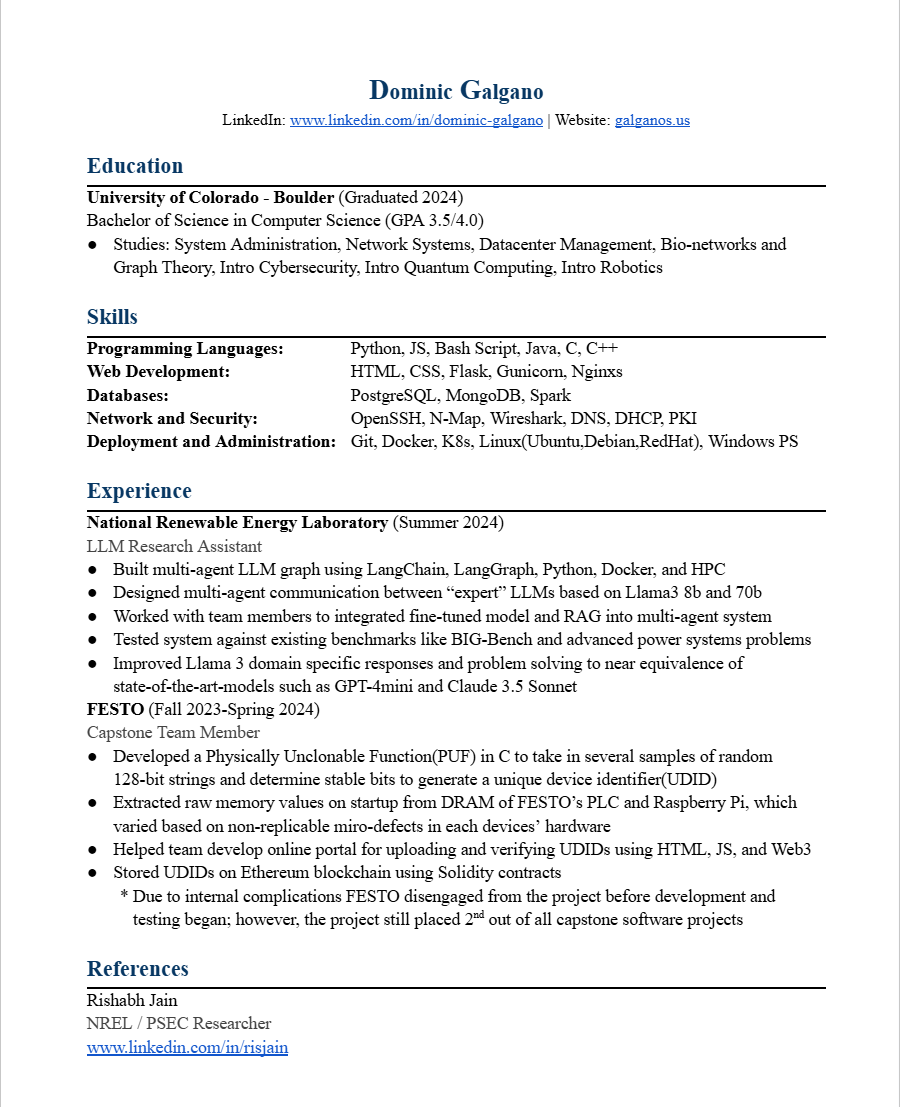 Dominic Galgano
LinkedIn: www.linkedin.com/in/dominic-galgano | Website: galganos.us
Education
University of Colorado - Boulder (Graduated 2024)
Bachelor of Science in Computer Science (GPA 3.5/4.0)
● Studies: System Administration, Network Systems, Datacenter Management, Bio-networks and
Graph Theory, Intro Cybersecurity, Intro Quantum Computing, Intro Robotics
Skills
Programming Languages: Python, JS, Bash Script, Java, C, C++
Web Development: HTML, CSS, Flask, Gunicorn, Nginxs
Databases: PostgreSQL, MongoDB, Spark
Network and Security: OpenSSH, N-Map, Wireshark, DNS, DHCP, PKI
Deployment and Administration: Git, Docker, K8s, Linux(Ubuntu,Debian,RedHat), Windows PS
Experience
National Renewable Energy Laboratory (Summer 2024)
LLM Research Assistant
● Built multi-agent LLM graph using LangChain, LangGraph, Python, Docker, and HPC
● Designed multi-agent communication between “expert” LLMs based on Llama3 8b and 70b
● Worked with team members to integrated fine-tuned model and RAG into multi-agent system
● Tested system against existing benchmarks like BIG-Bench and advanced power systems problems
● Improved Llama 3 domain specific responses and problem solving to near equivalence of
state-of-the-art-models such as GPT-4mini and Claude 3.5 Sonnet
FESTO (Fall 2023-Spring 2024)
Capstone Team Member
● Developed a Physically Unclonable Function(PUF) in C to take in several samples of random
128-bit strings and determine stable bits to generate a unique device identifier(UDID)
● Extracted raw memory values on startup from DRAM of FESTO’s PLC and Raspberry Pi, which
varied based on non-replicable miro-defects in each devices’ hardware
● Helped team develop online portal for uploading and verifying UDIDs using HTML, JS, and Web3
● Stored UDIDs on Ethereum blockchain using Solidity contracts
* Due to internal complications FESTO disengaged from the project before development and
testing began; however, the project still placed 2nd out of all capstone software projects
References
Rishabh Jain
NREL / PSEC Researcher
www.linkedin.com/in/risjain